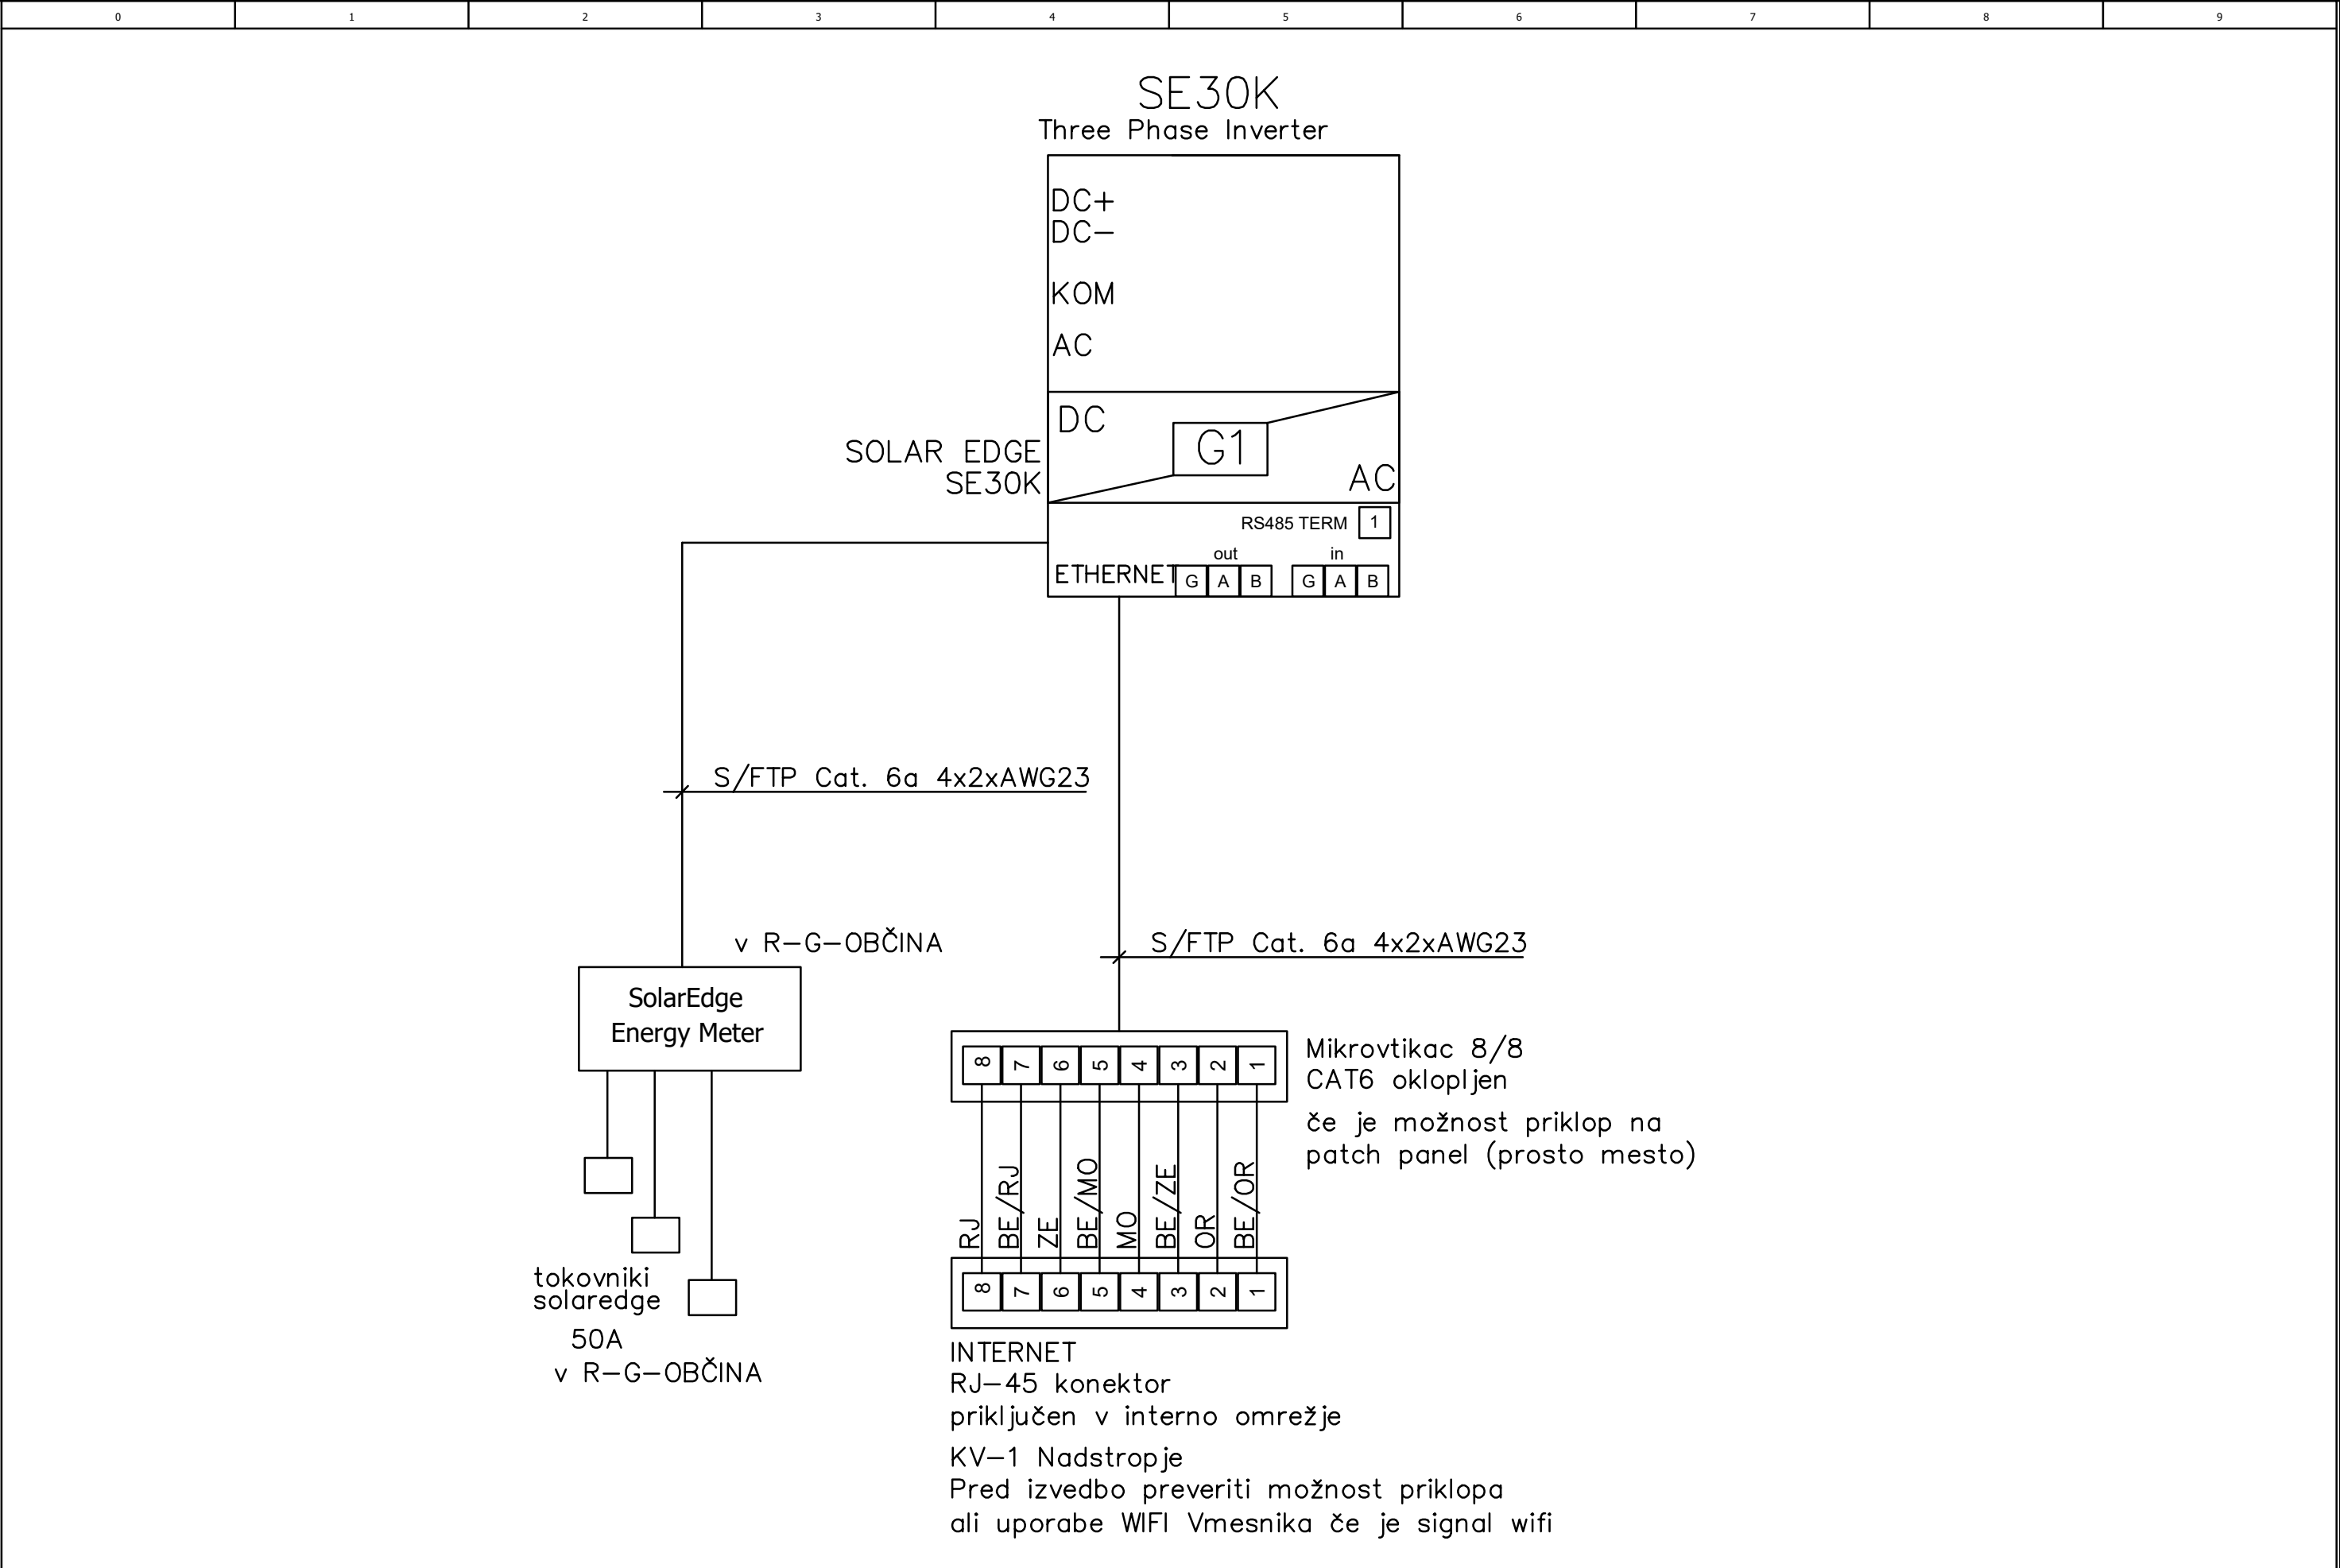 0 1 2 3 4 5 6 7 8 9
SE30K
Three Phase Inverter
DC+
DC-
KOM
AC
DC
G1
AC
SOLAR EDGE
SE30K
RS485 TERM 1
out in
ETHERNET G A B G A B
S/FTP Cat. 6a 4x2xAWG23
v R-G-OBČINA
S/FTP Cat. 6a 4x2xAWG23
SolarEdge
Energy Meter
8 7 6 5 4 3 2 1
Mikrovtikac 8/8
CAT6 oklopljen
če je možnost priklop na
patch panel (prosto mesto)
RJ BE/RJ ZE BE/MO MO BE/ZE OR BE/OR
8 7 6 5 4 3 2 1
tokovniki
solaredge
50A
v R-G-OBČINA
INTERNET
RJ-45 konektor
priključen v interno omrežje
KV-1 Nadstropje
Pred izvedbo preveriti možnost priklopa
ali uporabe WIFI Vmesnika če je signal wifi